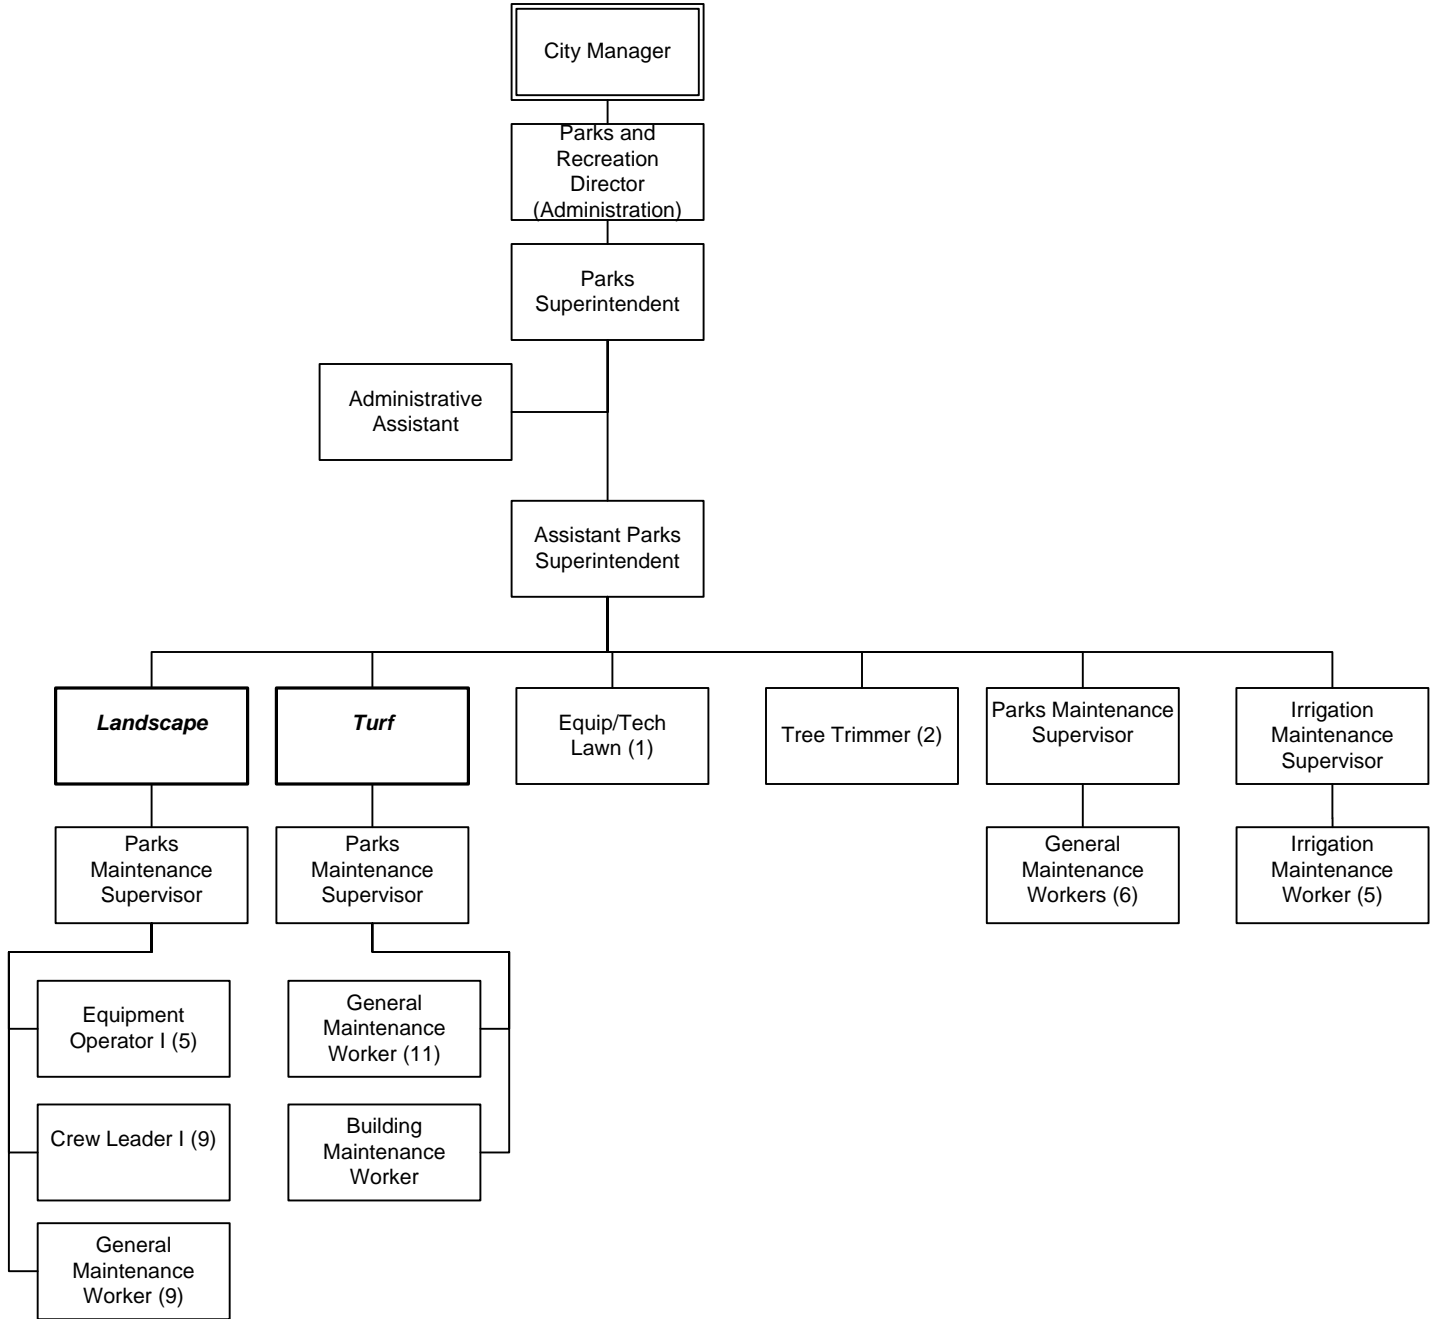 City Manager
Parks and
Recreation
Director
(Administration)
Parks
Superintendent
Administrative
Assistant
Assistant Parks
Superintendent
Landscape
Turf
Equip/Tech
Lawn (1)
Tree Trimmer (2)
Parks Maintenance
Supervisor
Irrigation
Maintenance
Supervisor
Parks
Maintenance
Supervisor
Parks
Maintenance
Supervisor
General
Maintenance
Workers (6)
Irrigation
Maintenance
Worker (5)
Equipment
Operator I (5)
General
Maintenance
Worker (11)
Crew Leader I (9)
Building
Maintenance
Worker
General
Maintenance
Worker (9)